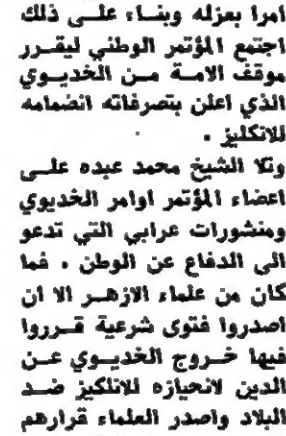 امرا بعزله وبناء على ذلك
اجتمع المؤتمر الوطني ليقرر
موقف الامة من الخديوي
الذي اعلن بتصرفاته انضمامه
للانكليز .
وتلا الشيخ محمد عبده على
اعضاء المؤتمر اوامر الخديوي
ومنشورات عرابي التي تدعو
الى الدفاع عن الوطن . فما
كان من علماء الازهر الا ان
اصدروا فتوى شرعية قرروا
فيها خروج الخديوي عن
الدين لانحيازه للانكليز ضد
البلاد واصدر العلماء قرارهم